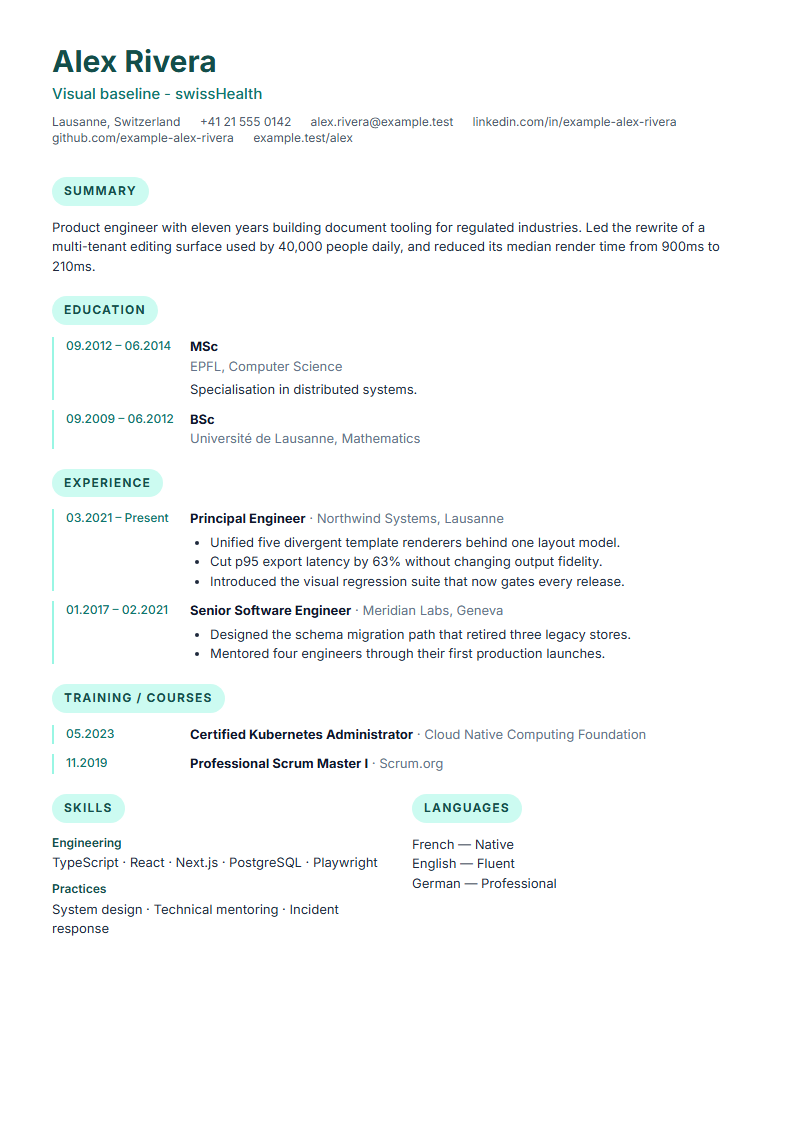 Alex Rivera
Visual baseline - swissHealth
Lausanne, Switzerland +41 21 555 0142 alex.rivera@example.test linkedin.com/in/example-alex-rivera
github.com/example-alex-rivera example.test/alex
SUMMARY
Product engineer with eleven years building document tooling for regulated industries. Led the rewrite of a
multi-tenant editing surface used by 40,000 people daily, and reduced its median render time from 900ms to
210ms.
EDUCATION
09.2012 – 06.2014 MSc
EPFL, Computer Science
Specialisation in distributed systems.
09.2009 – 06.2012 BSc
Université de Lausanne, Mathematics
EXPERIENCE
03.2021 – Present Principal Engineer · Northwind Systems, Lausanne
• Unified five divergent template renderers behind one layout model.
• Cut p95 export latency by 63% without changing output fidelity.
• Introduced the visual regression suite that now gates every release.
01.2017 – 02.2021 Senior Software Engineer · Meridian Labs, Geneva
• Designed the schema migration path that retired three legacy stores.
• Mentored four engineers through their first production launches.
TRAINING / COURSES
05.2023 Certified Kubernetes Administrator · Cloud Native Computing Foundation
11.2019 Professional Scrum Master I · Scrum.org
SKILLS
Engineering
TypeScript · React · Next.js · PostgreSQL · Playwright
Practices
System design · Technical mentoring · Incident
response
LANGUAGES
French — Native
English — Fluent
German — Professional